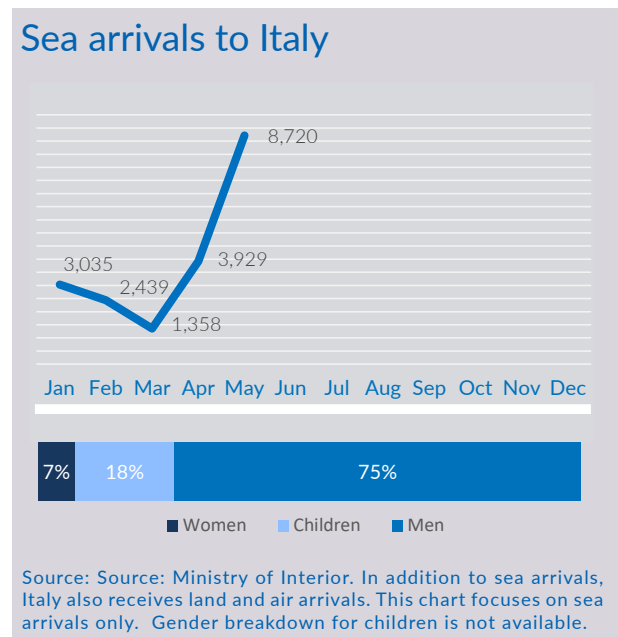 Sea arrivals to Italy
8,720
3,929
3,035
2,439
1,358
Jan Feb Mar Apr May Jun Jul Aug Sep Oct Nov Dec
7% 18% 75%
Women Children Men
Source: Source: Ministry of Interior. In addition to sea arrivals,
Italy also receives land and air arrivals. This chart focuses on sea
arrivals only. Gender breakdown for children is not available.